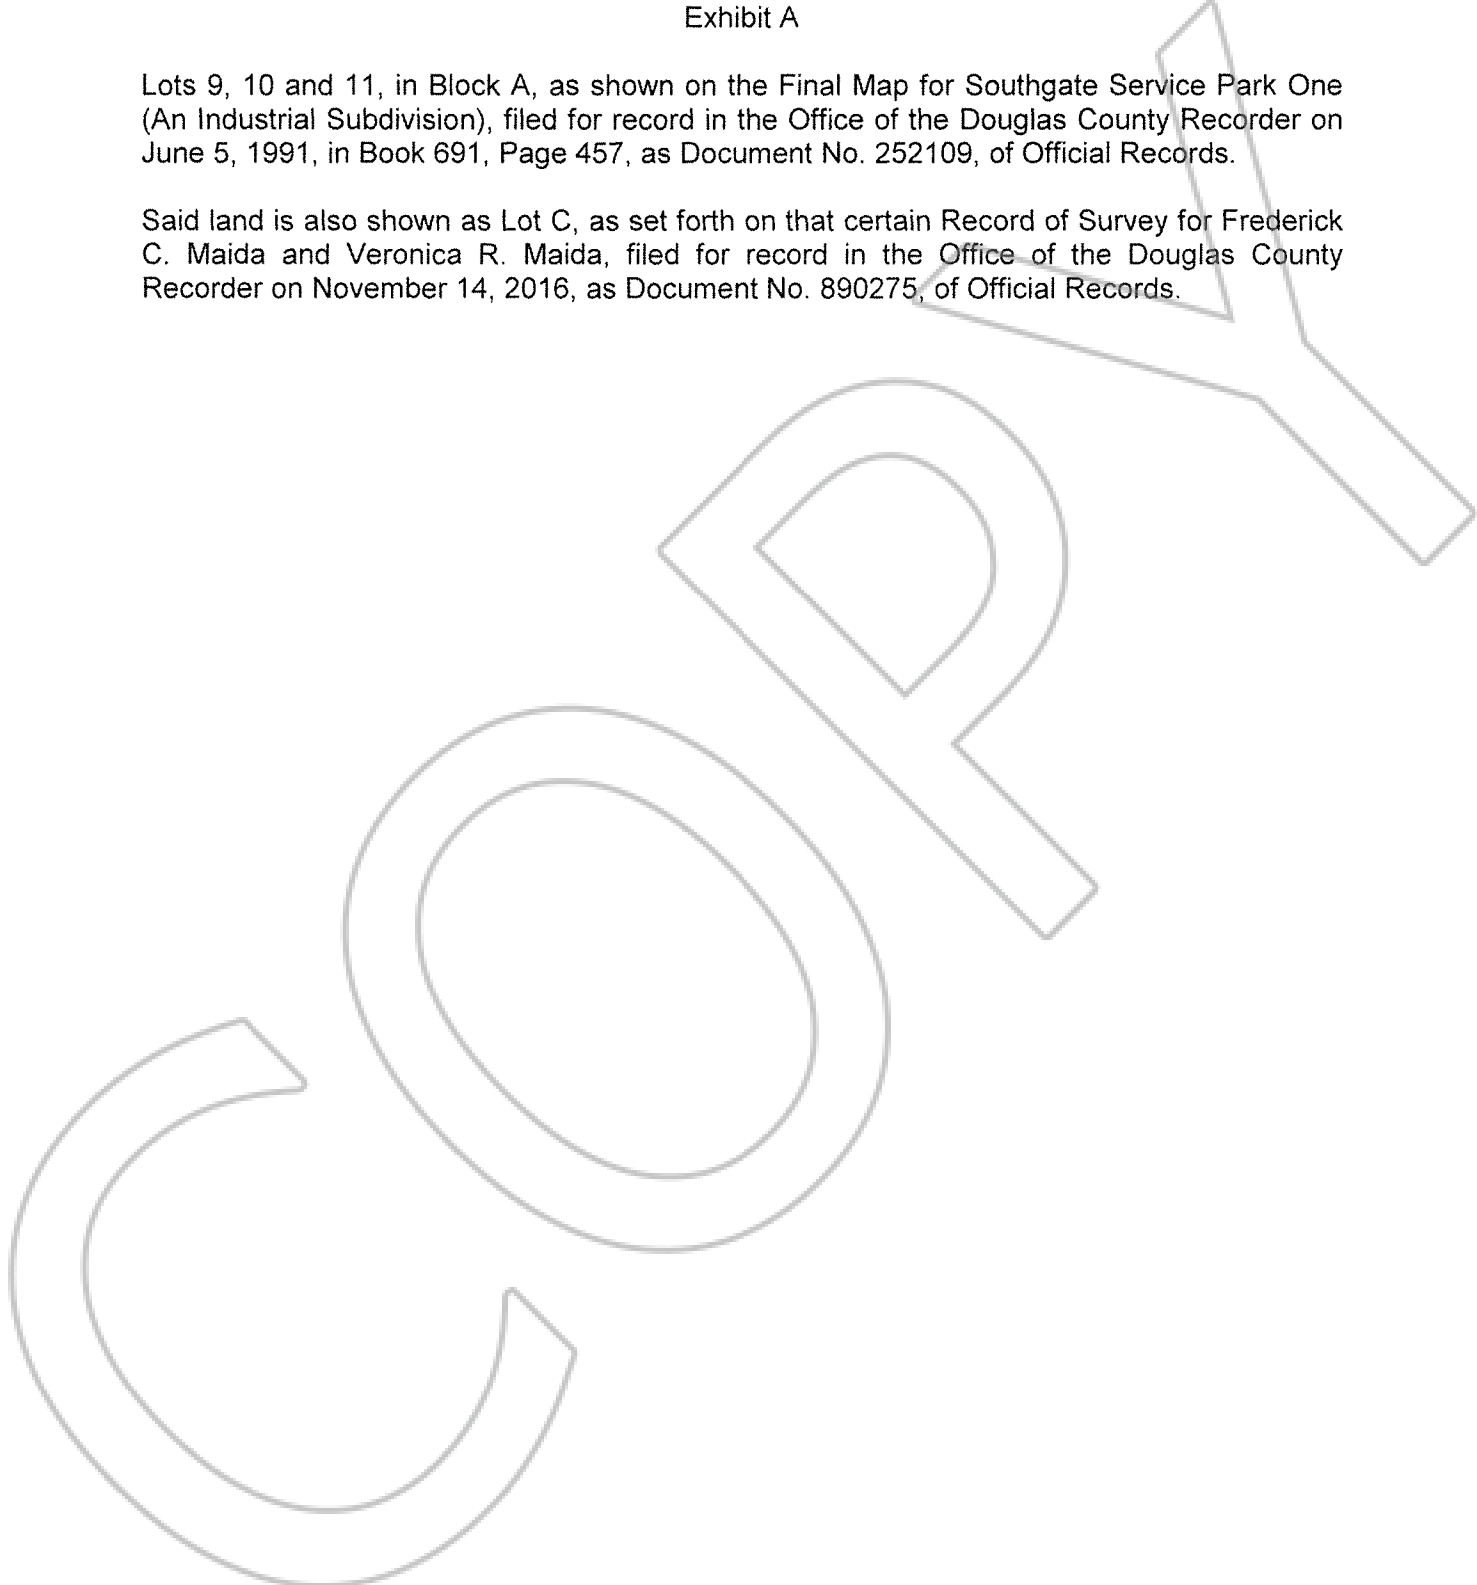 Exhibit A
Lots 9, 10 and 11, in Block A, as shown on the Final Map for Southgate Service Park One
(An Industrial Subdivision), filed for record in the Office of the Douglas County Recorder on
June 5, 1991, in Book 691, Page 457, as Document No. 252109, of Official Records.
Said land is also shown as Lot C, as set forth on that certain Record of Survey for Frederick
C. Maida and Veronica R. Maida, filed for record in the Office of the Douglas County
Recorder on November 14, 2016, as Document No. 890275, of Official Records.
COPY